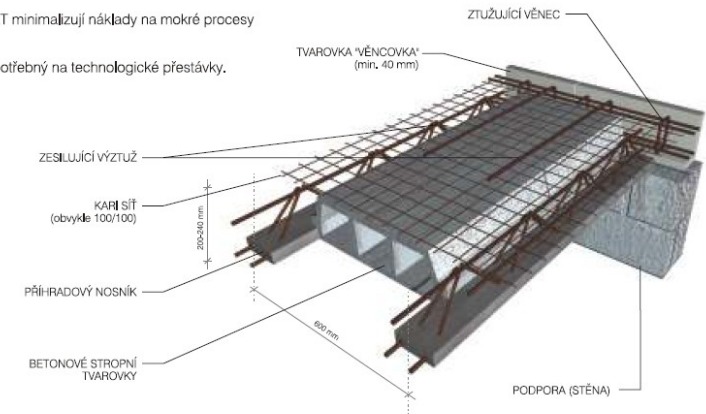 T minimalizují náklady na mokré procesy
otřebný na technologické přestávky.
ZTUŽUJÍCÍ VĚNEC
TVAROVKA "VĚNCOVKA"
(min. 40 mm)
ZESILUJÍCÍ VÝZTUŽ
KARI SÍŤ
(obvykle 100/100)
200-240 mm
PŘÍHRADOVÝ NOSNÍK
600 mm
BETONOVÉ STROPNÍ
TVAROVKY
PODPORA (STĚNA)